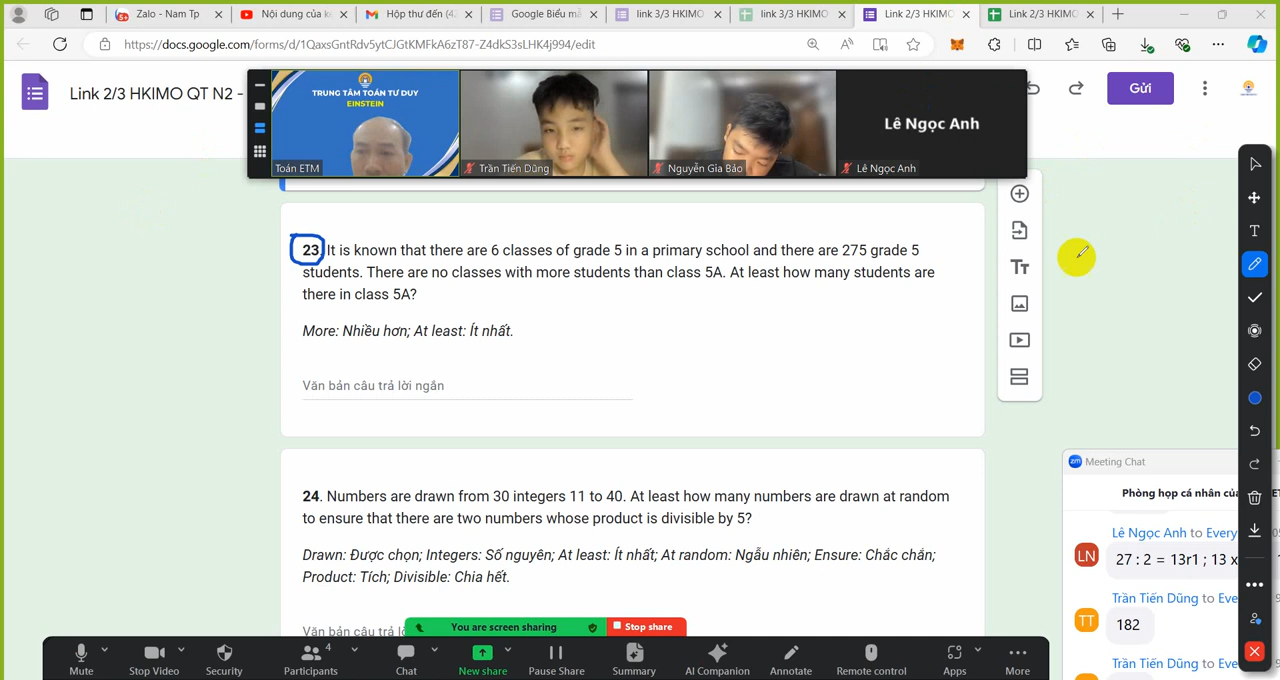 Zalo - Nam Tp
Nội dung của k
Hộp thư đến (4
Google Biểu m
link 3/3 HKIMO
link 3/3 HKIMO
Link 2/3 HKIMO
Link 2/3 HKIMO
https://docs.google.com/forms/d/1QaxsGntRdv5ytCJGtKMFkA6zT87-Z4dkS3sLHK4j994/edit
Link 2/3 HKIMO QT N2 -
Gửi
TRUNG TÂM TOÁN TƯ DUY
EINSTEIN
Toán ETM
Trần Tiến Dũng
Nguyễn Gia Bảo
Lê Ngọc Anh
Lê Ngọc Anh
23. It is known that there are 6 classes of grade 5 in a primary school and there are 275 grade 5
students. There are no classes with more students than class 5A. At least how many students are
there in class 5A?
More: Nhiều hơn; At least: Ít nhất.
Văn bản câu trả lời ngắn
24. Numbers are drawn from 30 integers 11 to 40. At least how many numbers are drawn at random
to ensure that there are two numbers whose product is divisible by 5?
Drawn: Được chọn; Integers: Số nguyên; At least: Ít nhất; At random: Ngẫu nhiên; Ensure: Chắc chắn;
Product: Tích; Divisible: Chia hết.
Văn bản câu trả lờ
You are screen sharing
Stop share
Meeting Chat
Phòng họp cá nhân củ
Lê Ngọc Anh to Every
LN
27 : 2 = 13r1 ; 13 x
Trần Tiến Dũng to Eve
TT
182
Trần Tiến Dũng to Eve
Mute
Stop Video
Security
4
Participants
Chat
New share
Pause Share
Summary
AI Companion
Annotate
Remote control
Apps
More